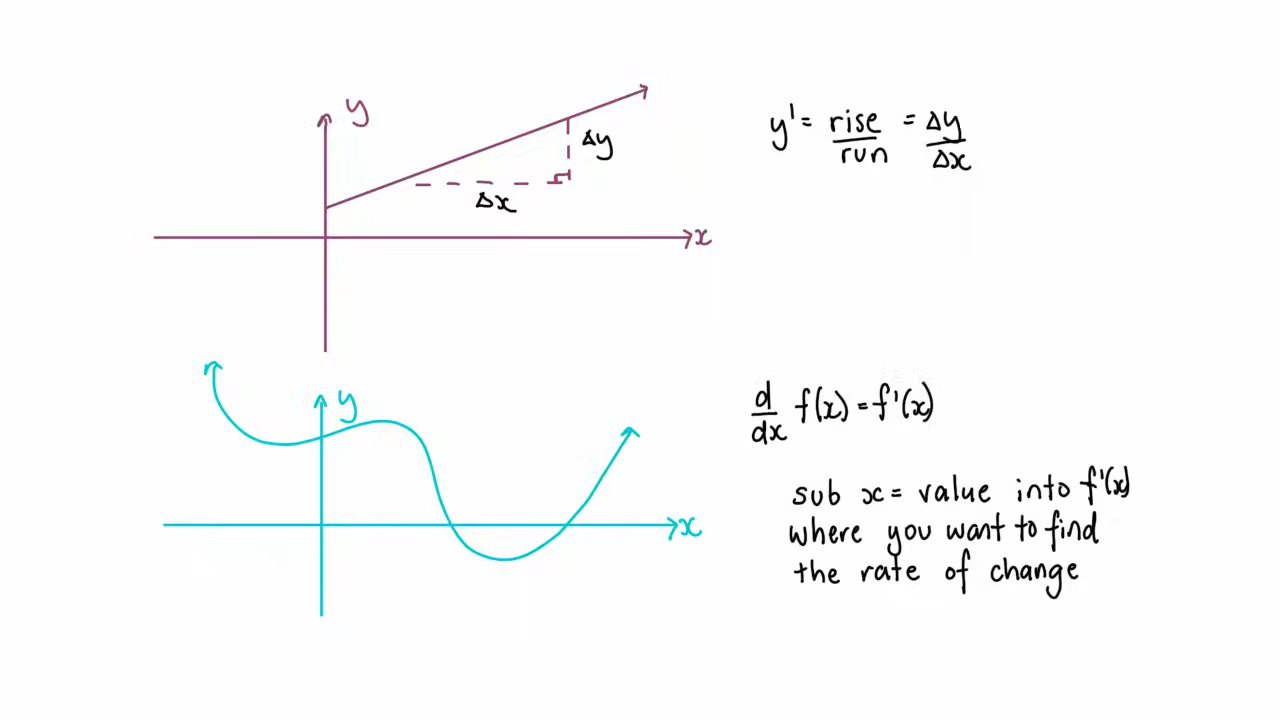 y
Δy
Δx
x
y' = rise/run = Δy/Δx
y
x
d/dx f(x) = f'(x)
sub x = value into f'(x)
where you want to find
the rate of change